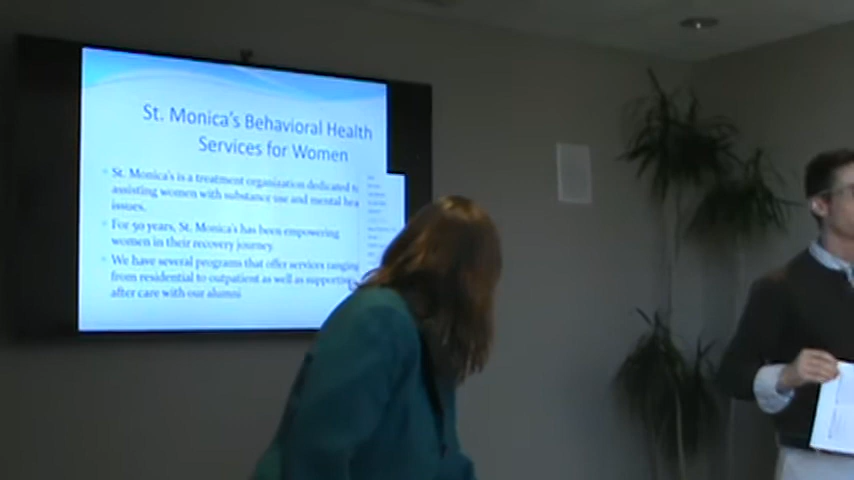 St. Monica's Behavioral Health
Services for Women
St. Monica's is a treatment organization dedicated
assisting women with substance use and mental
issues.
For 50 years, St. Monica's has been empowering
women in their recovery journey.
We have several programs that offer services ranging
from residential to outpatient as well as
after care with our alumni